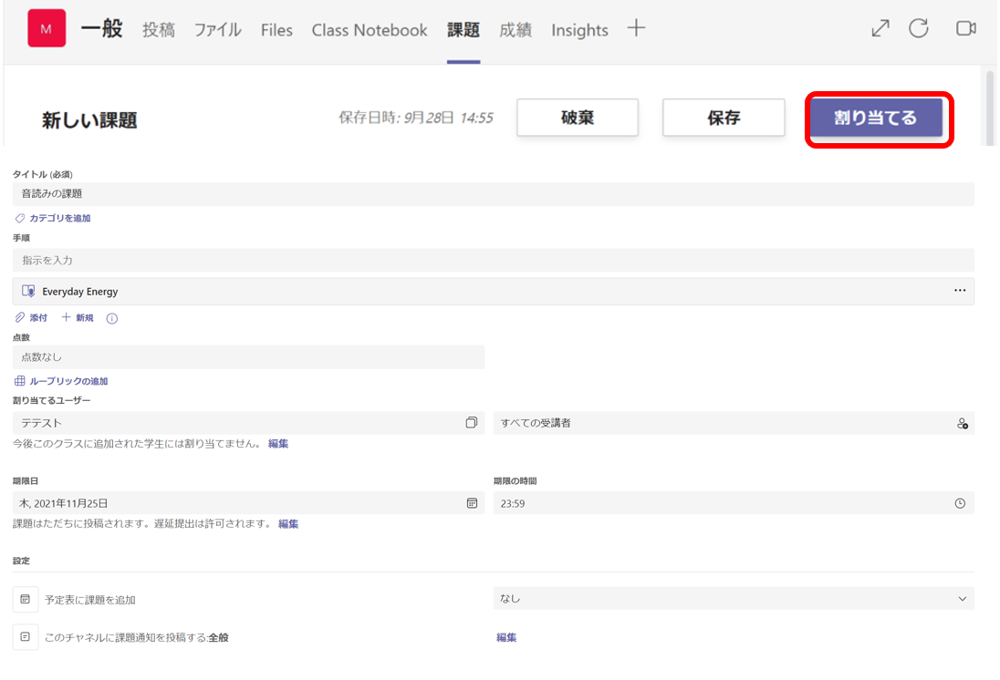 M 一般 投稿 ファイル Files Class Notebook 課題 成績 Insights
新しい課題 保存日時: 9月28日 14:55 破棄 保存 割り当てる
タイトル (必須)
音読みの課題
カテゴリを追加
手順
指示を入力
Everyday Energy
添付 新規
点数
点数なし
ルーブリックの追加
割り当てるユーザー
テテスト すべての受講者
今後このクラスに追加された学生には割り当てません。 編集
期限日 期限の時間
木, 2021年11月25日 23:59
課題はただちに投稿されます。遅延提出は許可されます。 編集
設定
予定表に課題を追加 なし
このチャネルに課題通知を投稿する:全般 編集